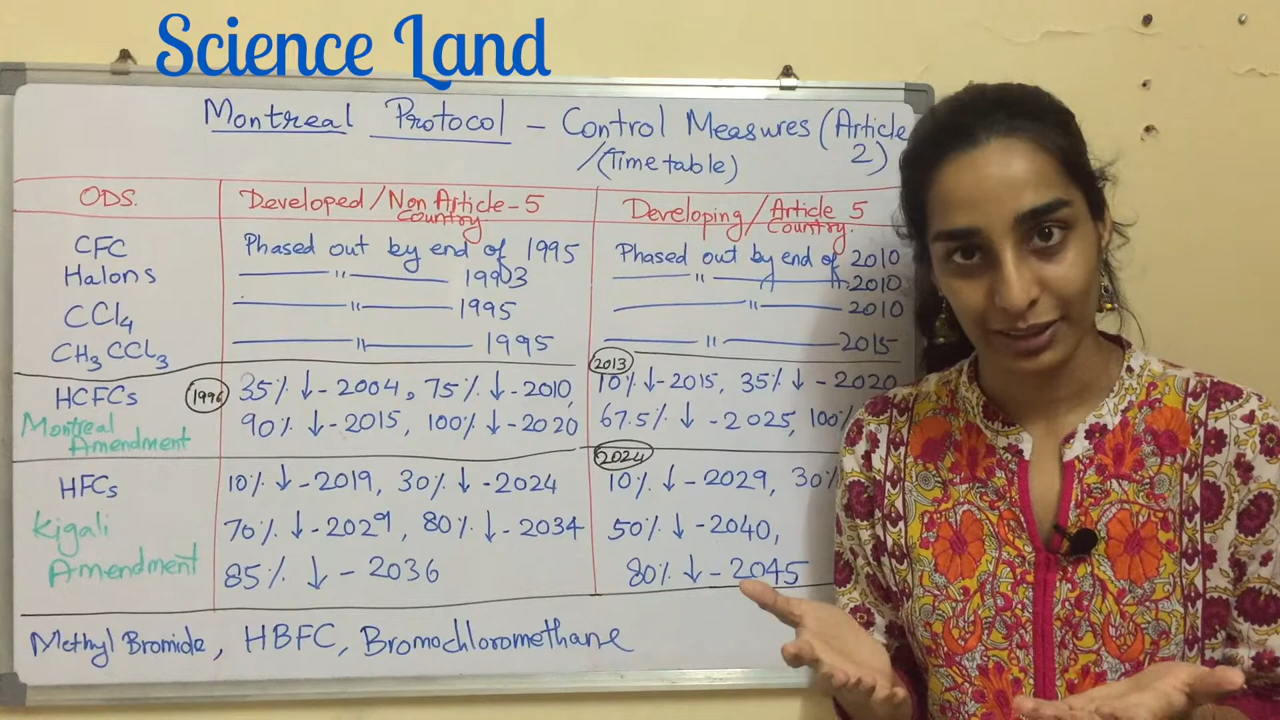 Science Land
Montreal Protocol – Control Measures (Article 2)
/(Time table)
ODS. Developed/Non Article-5 Country Developing/Article 5 Country.
CFC Phased out by end of 1995 Phased out by end of 2010
Halons —— " —— 1993 —— " —— 2010
CCl4 —— " —— 1995 —— " —— 2010
CH3CCl3 —— " —— 1995 —— " —— 2015
HCFCs 1996 35% ↓ - 2004, 75% ↓ - 2010, 2013 10% ↓ - 2015, 35% ↓ - 2020
Montreal Amendment 90% ↓ - 2015, 100% ↓ - 2020 67.5% ↓ - 2025, 100%
HFCs 10% ↓ - 2019, 30% ↓ - 2024 2024 10% ↓ - 2029, 30%
Kigali 70% ↓ - 2029, 80% ↓ - 2034 50% ↓ - 2040,
Amendment 85% ↓ - 2036 80% ↓ - 2045
Methyl Bromide, HBFC, Bromochloromethane